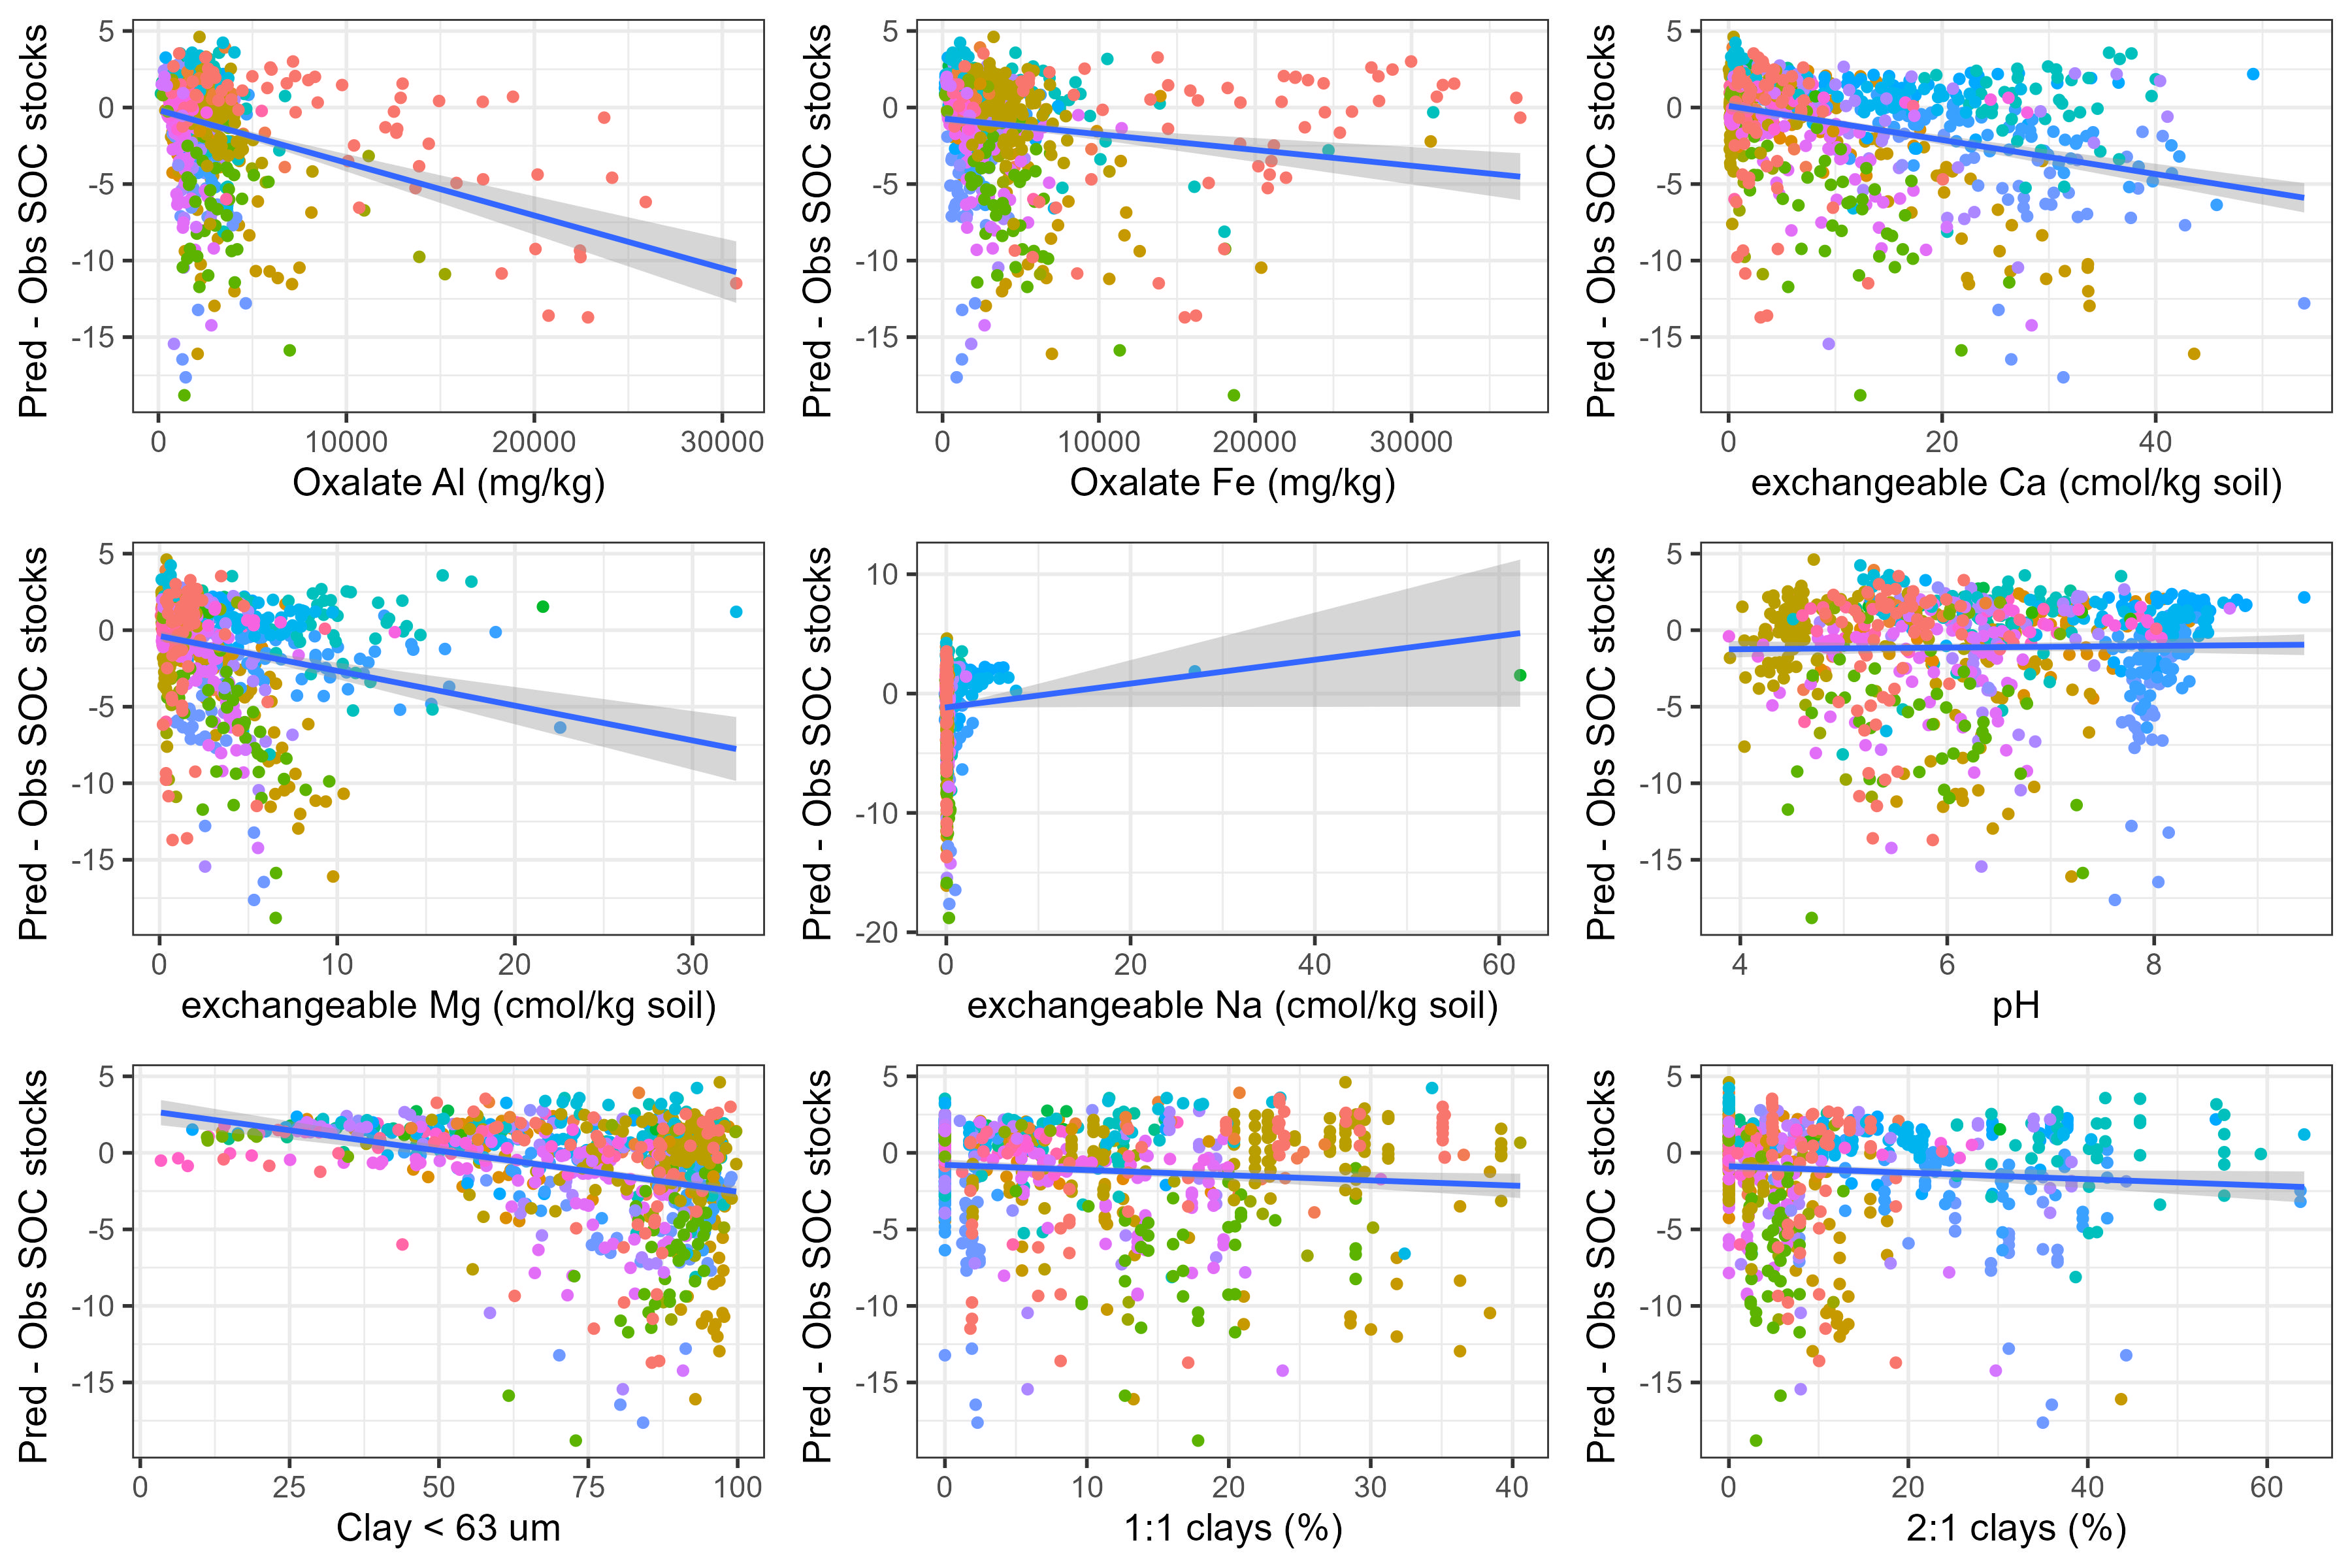 Pred - Obs SOC stocks
5
0
-5
-10
-15
0 10000 20000 30000
Oxalate Al (mg/kg)
Pred - Obs SOC stocks
5
0
-5
-10
-15
0 10000 20000 30000
Oxalate Fe (mg/kg)
Pred - Obs SOC stocks
5
0
-5
-10
-15
0 20 40
exchangeable Ca (cmol/kg soil)
Pred - Obs SOC stocks
5
0
-5
-10
-15
0 10 20 30
exchangeable Mg (cmol/kg soil)
Pred - Obs SOC stocks
10
0
-10
-20
0 20 40 60
exchangeable Na (cmol/kg soil)
Pred - Obs SOC stocks
5
0
-5
-10
-15
4 6 8
pH
Pred - Obs SOC stocks
5
0
-5
-10
-15
0 25 50 75 100
Clay < 63 um
Pred - Obs SOC stocks
5
0
-5
-10
-15
0 10 20 30 40
1:1 clays (%)
Pred - Obs SOC stocks
5
0
-5
-10
-15
0 20 40 60
2:1 clays (%)